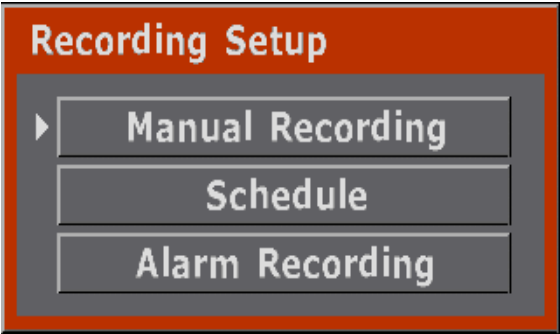 Recording Setup
Manual Recording
Schedule
Alarm Recording